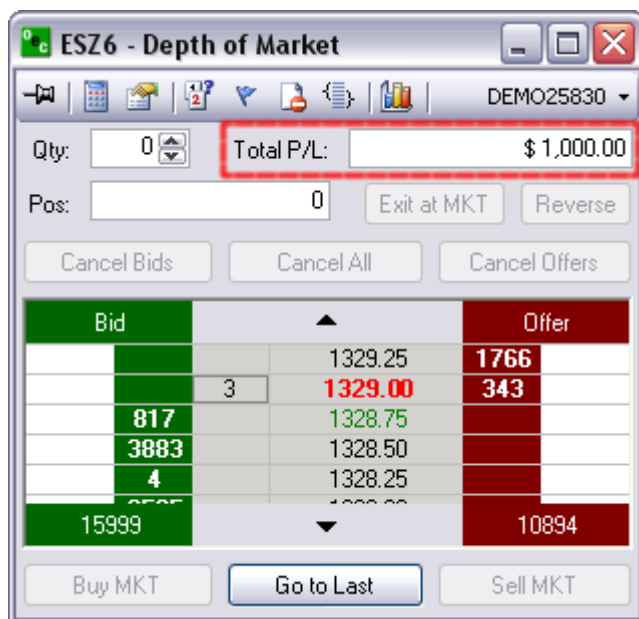 Oec ESZ6 - Depth of Market
DEMO25830
Qty: 0 Total P/L: $ 1,000.00
Pos: 0 Exit at MKT Reverse
Cancel Bids Cancel All Cancel Offers
Bid Offer
1329.25 1766
3 1329.00 343
817 1328.75
3883 1328.50
4 1328.25
15999 10894
Buy MKT Go to Last Sell MKT